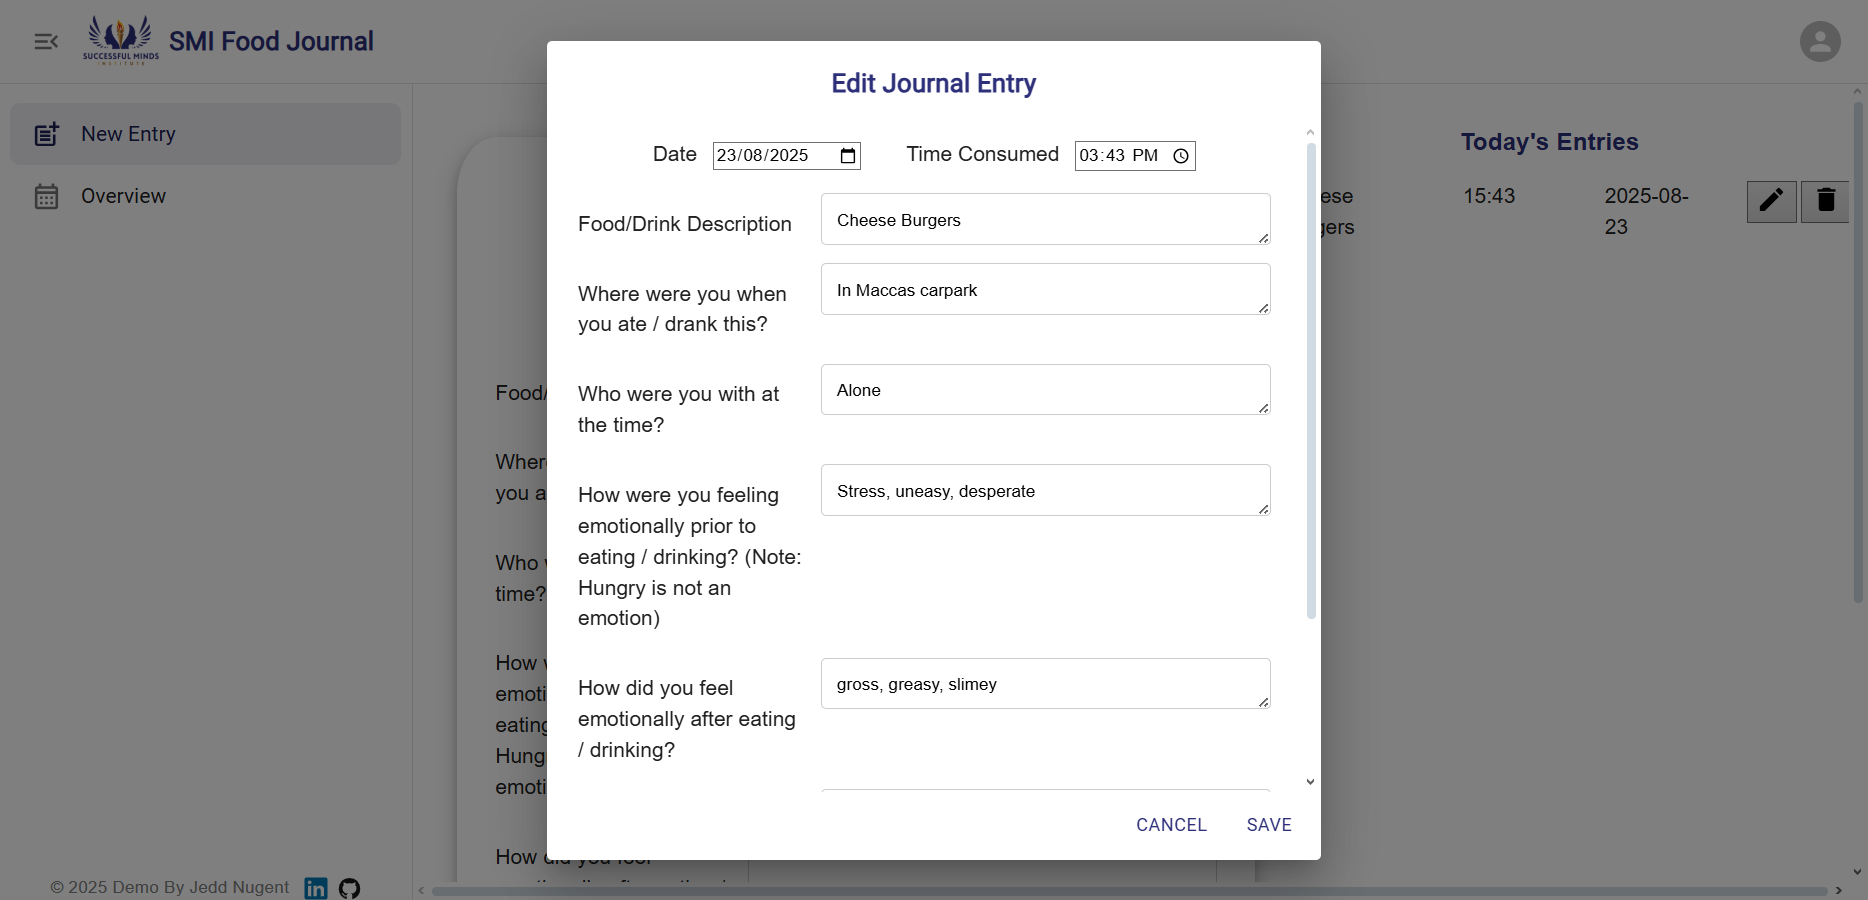 SUCCESSFUL MINDS
INSTITUTE
SMI Food Journal
New Entry
Overview
Edit Journal Entry
Date
23/08/2025
Time Consumed
03:43 PM
Food/Drink Description
Cheese Burgers
Where were you when
you ate / drank this?
In Maccas carpark
Who were you with at
the time?
Alone
How were you feeling
emotionally prior to
eating / drinking? (Note:
Hungry is not an
emotion)
Stress, uneasy, desperate
How did you feel
emotionally after eating
/ drinking?
gross, greasy, slimey
CANCEL
SAVE
Today's Entries
ese
gers
15:43
2025-08-
23
Food/
Wher
you a
Who
time?
How
emoti
eating
Hung
emoti
How did you feel
© 2025 Demo By Jedd Nugent
in